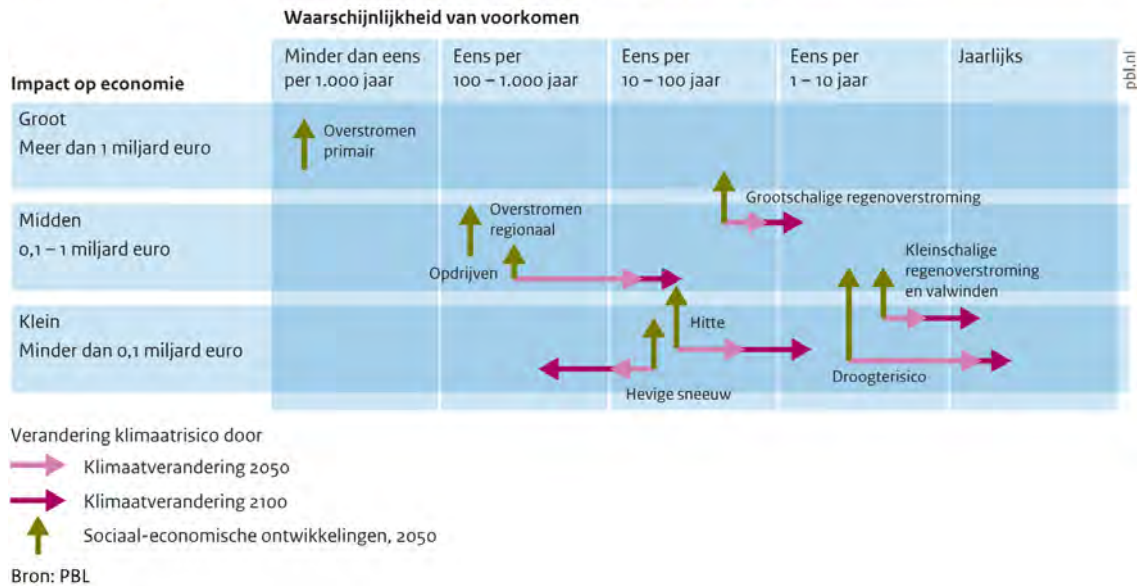 Waarschijnlijkheid van voorkomen
Impact op economie
Minder dan eens
per 1.000 jaar
Eens per
100 – 1.000 jaar
Eens per
10 – 100 jaar
Eens per
1 – 10 jaar
Jaarlijks
pbl.nl
Groot
Meer dan 1 miljard euro
Overstromen
primair
Grootschalige regenoverstroming
Midden
0,1 – 1 miljard euro
Overstromen
regionaal
Opdrijven
Kleinschalige
regenoverstroming
en valwinden
Klein
Minder dan 0,1 miljard euro
Hitte
Hevige sneeuw
Droogterisico
Verandering klimaatrisico door
Klimaatverandering 2050
Klimaatverandering 2100
Sociaal-economische ontwikkelingen, 2050
Bron: PBL